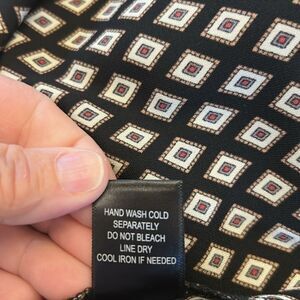 HAND WASH COLD
SEPARATELY
DO NOT BLEACH
LINE DRY
COOL IRON IF NEEDED